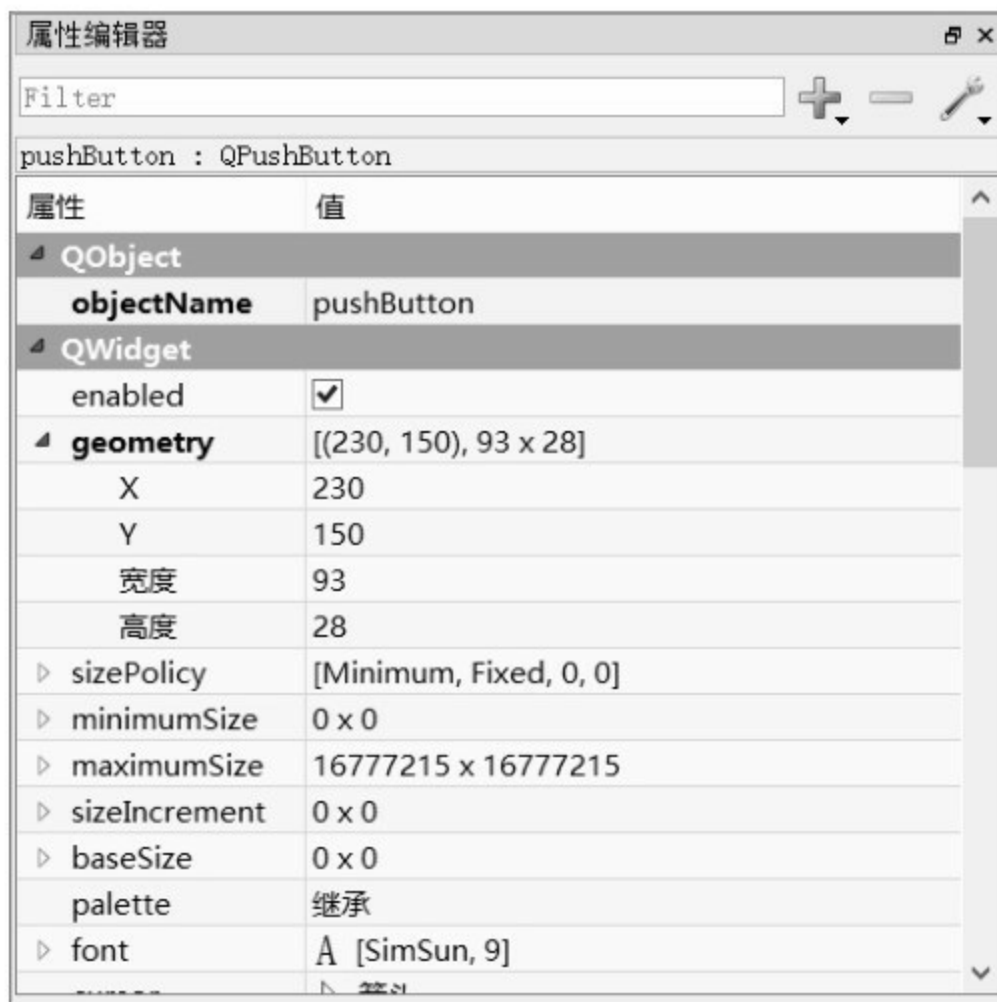 属性编辑器
Filter
pushButton : QPushButton
属性 值
QObject
objectName pushButton
QWidget
enabled
geometry [(230, 150), 93 x 28]
X 230
Y 150
宽度 93
高度 28
sizePolicy [Minimum, Fixed, 0, 0]
minimumSize 0 x 0
maximumSize 16777215 x 16777215
sizeIncrement 0 x 0
baseSize 0 x 0
palette 继承
font A [SimSun, 9]